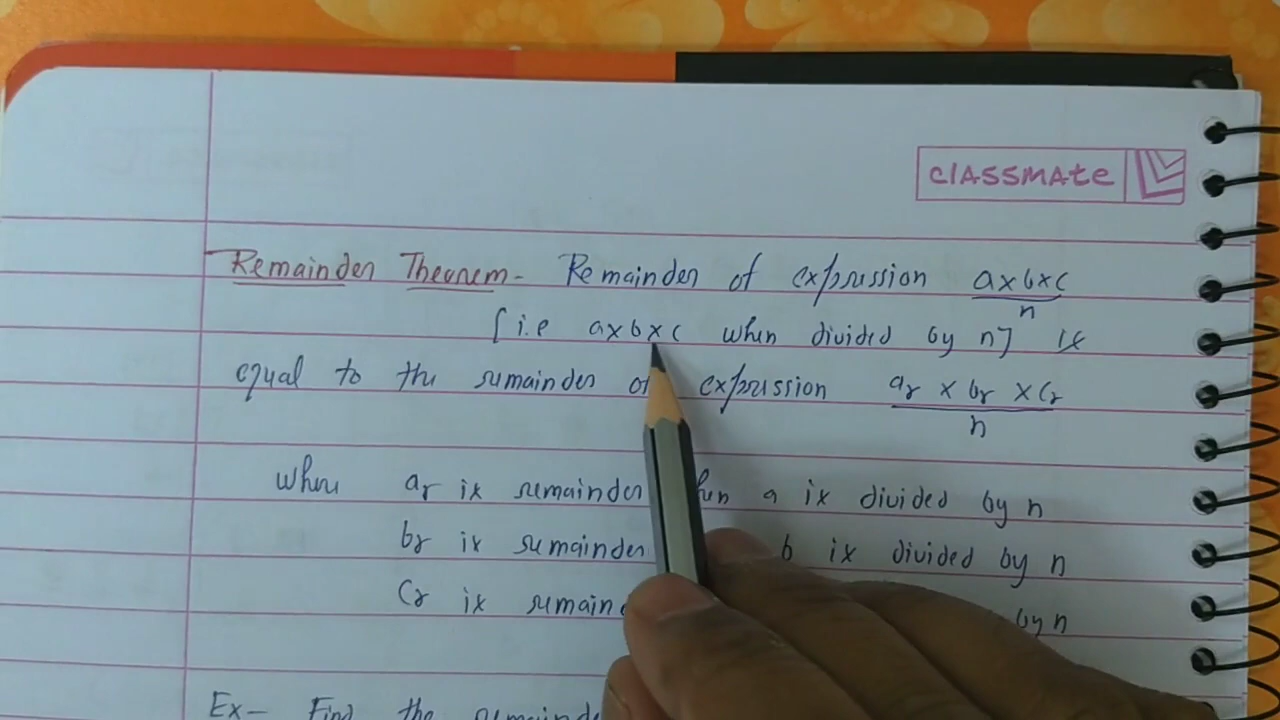 classmate
Remainder Theorem - Remainder of expression a×b×c/n
[i.e a×b×c when divided by n] is
equal to the remainder of expression ar × br × cr/n
where ar is remainder when a is divided by n
br is remainder b is divided by n
cr is by n
Ex- Find the